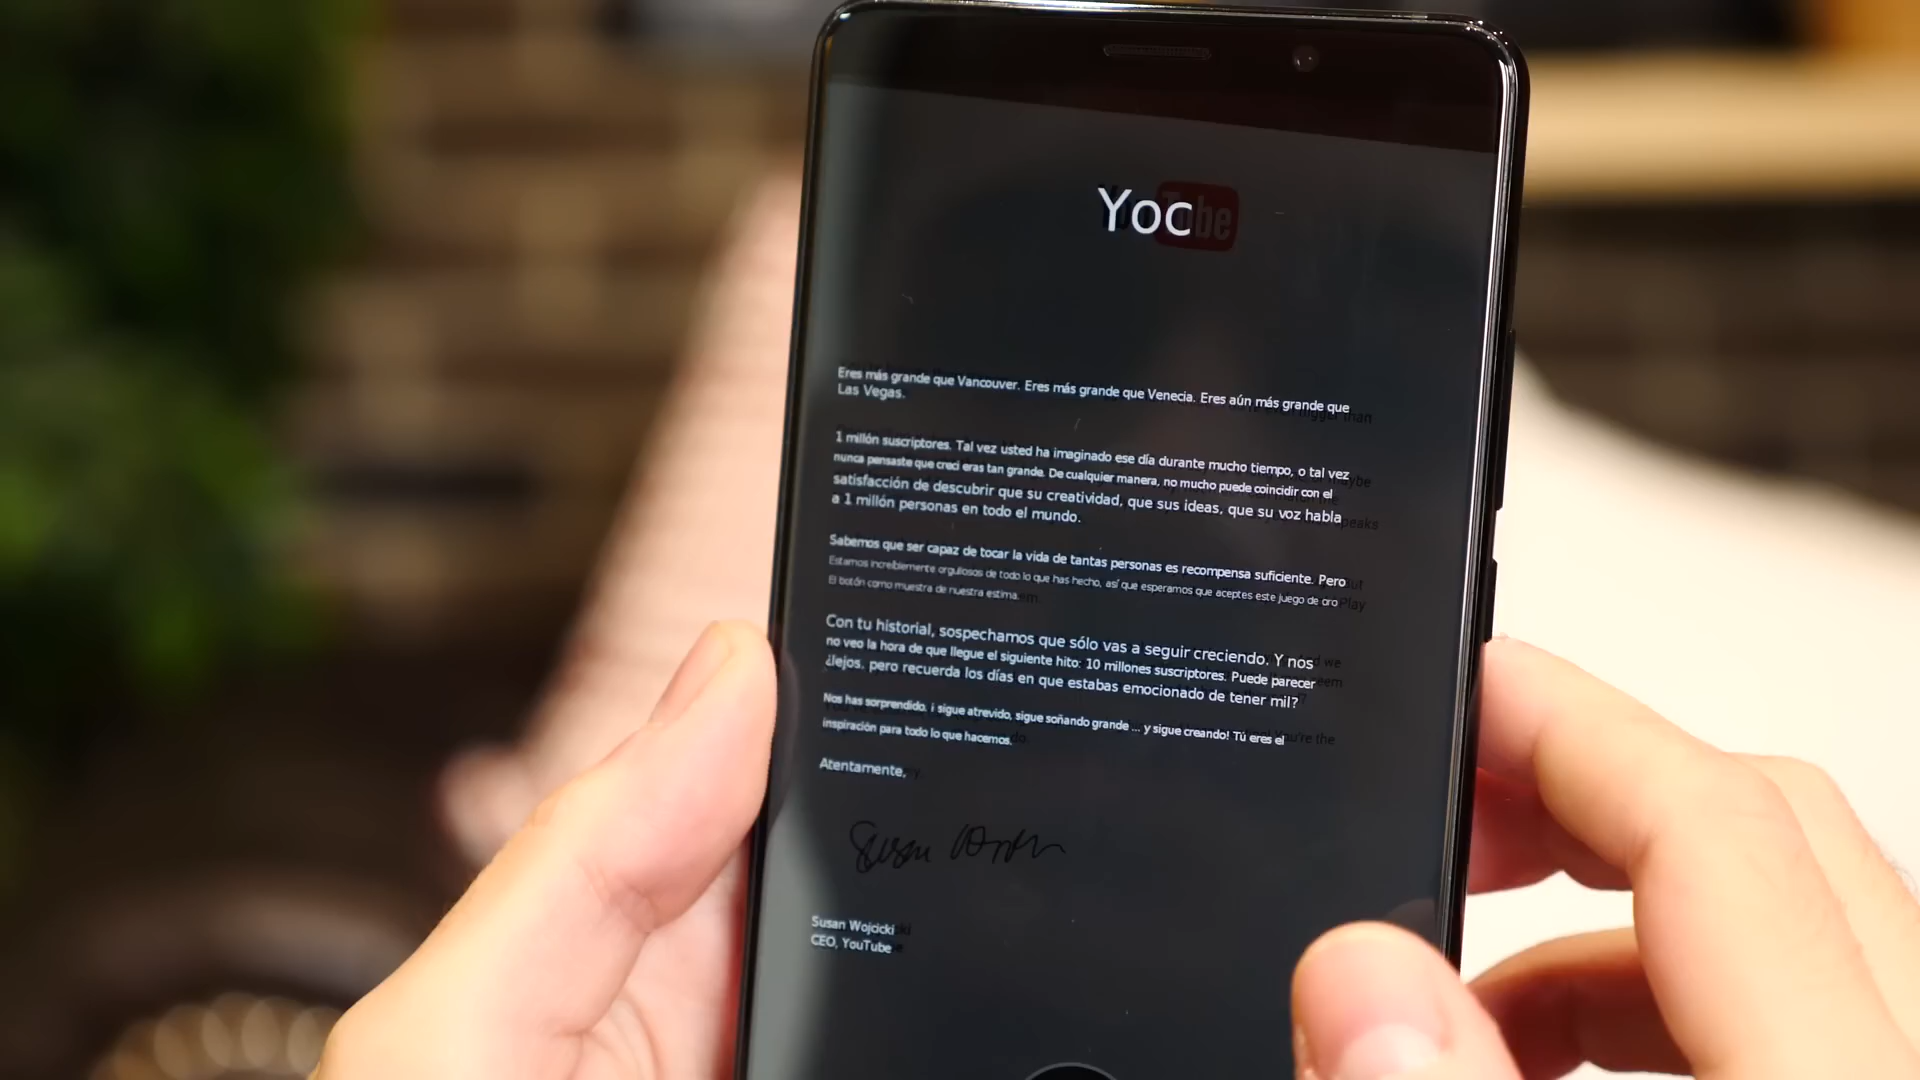 Yoc
be
Eres más grande que Vancouver. Eres más grande que Venecia. Eres aún más grande que
Las Vegas.
1 millón suscriptores. Tal vez usted ha imaginado ese día durante mucho tiempo, o tal vez
nunca pensaste que creci eras tan grande. De cualquier manera, no mucho puede coincidir con el
satisfacción de descubrir que su creatividad, que sus ideas, que su voz habla
a 1 millón personas en todo el mundo.
Sabemos que ser capaz de tocar la vida de tantas personas es recompensa suficiente. Pero
Estamos increíblemente orgullosos de todo lo que has hecho, así que esperamos que aceptes este juego de oro
El botón como muestra de nuestra estima.
Con tu historial, sospechamos que sólo vas a seguir creciendo. Y nos
no veo la hora de que llegue el siguiente hito: 10 millones suscriptores. Puede parecer
¿lejos. pero recuerda los días en que estabas emocionado de tener mil?
Nos has sorprendido. ¡ sigue atrevido, sigue soñando grande ... y sigue creando! Tú eres el
inspiración para todo lo que hacemos.
Atentamente,
Susan Wojcicki
CEO, YouTube